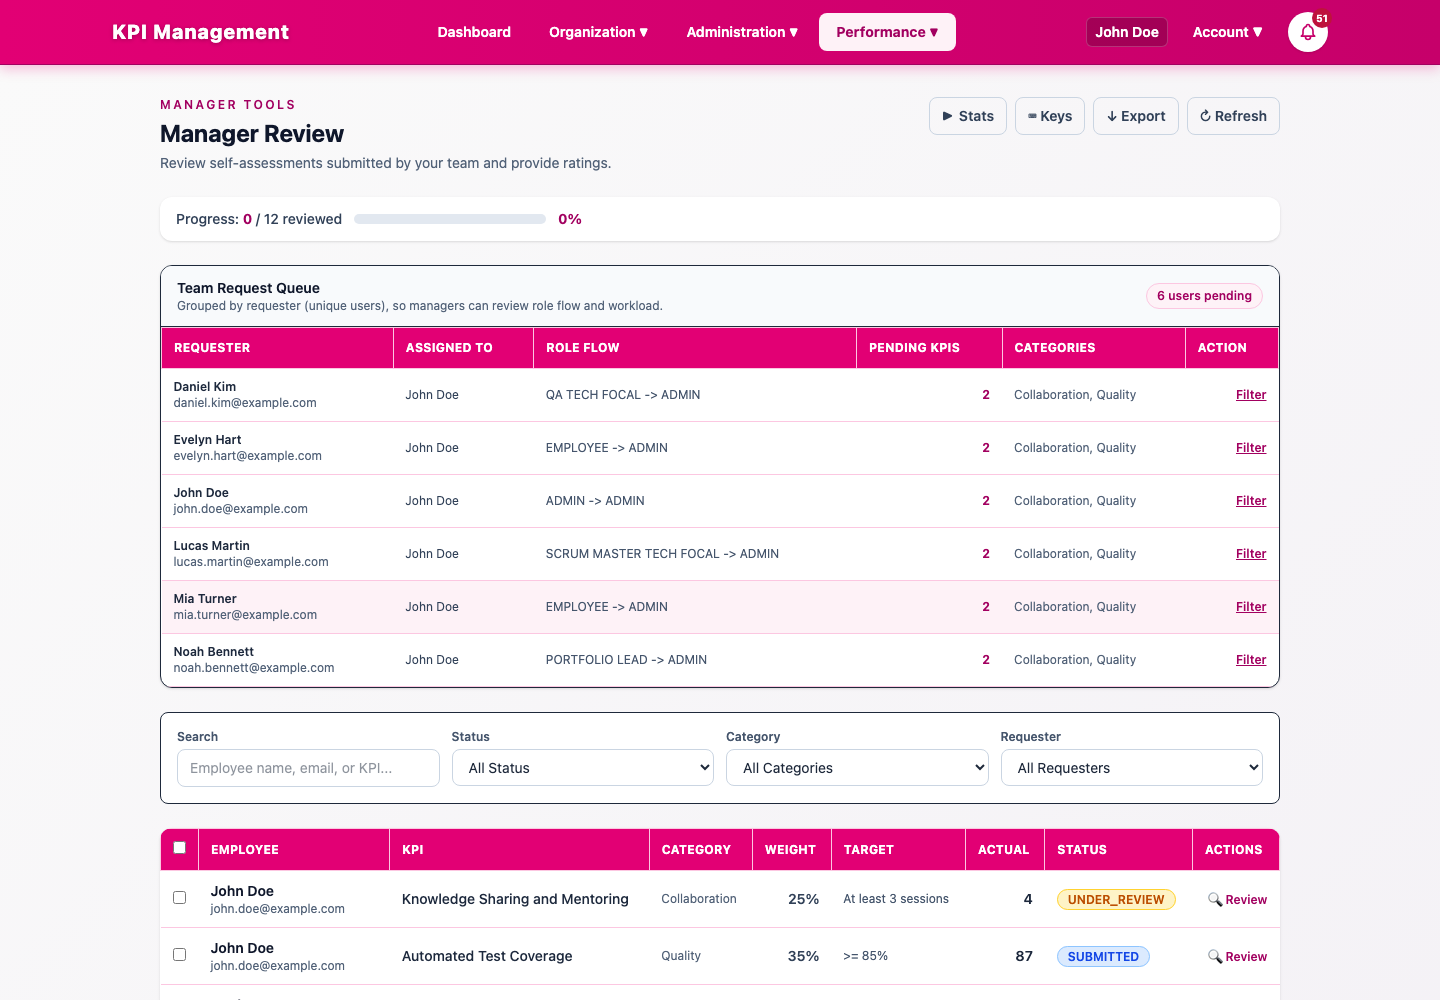 KPI Management
Dashboard
Organization ▼
Administration ▼
Performance ▼
John Doe
Account ▼
51
MANAGER TOOLS
Manager Review
Review self-assessments submitted by your team and provide ratings.
► Stats
⌨ Keys
↓ Export
↻ Refresh
Progress: 0 / 12 reviewed
0%
Team Request Queue
Grouped by requester (unique users), so managers can review role flow and workload.
6 users pending
REQUESTER ASSIGNED TO ROLE FLOW PENDING KPIS CATEGORIES ACTION
Daniel Kim
daniel.kim@example.com
John Doe QA TECH FOCAL -> ADMIN 2 Collaboration, Quality Filter
Evelyn Hart
evelyn.hart@example.com
John Doe EMPLOYEE -> ADMIN 2 Collaboration, Quality Filter
John Doe
john.doe@example.com
John Doe ADMIN -> ADMIN 2 Collaboration, Quality Filter
Lucas Martin
lucas.martin@example.com
John Doe SCRUM MASTER TECH FOCAL -> ADMIN 2 Collaboration, Quality Filter
Mia Turner
mia.turner@example.com
John Doe EMPLOYEE -> ADMIN 2 Collaboration, Quality Filter
Noah Bennett
noah.bennett@example.com
John Doe PORTFOLIO LEAD -> ADMIN 2 Collaboration, Quality Filter
Search
Employee name, email, or KPI...
Status
All Status
Category
All Categories
Requester
All Requesters
EMPLOYEE KPI CATEGORY WEIGHT TARGET ACTUAL STATUS ACTIONS
John Doe
john.doe@example.com
Knowledge Sharing and Mentoring Collaboration 25% At least 3 sessions 4 UNDER_REVIEW 🔍 Review
John Doe
john.doe@example.com
Automated Test Coverage Quality 35% >= 85% 87 SUBMITTED 🔍 Review